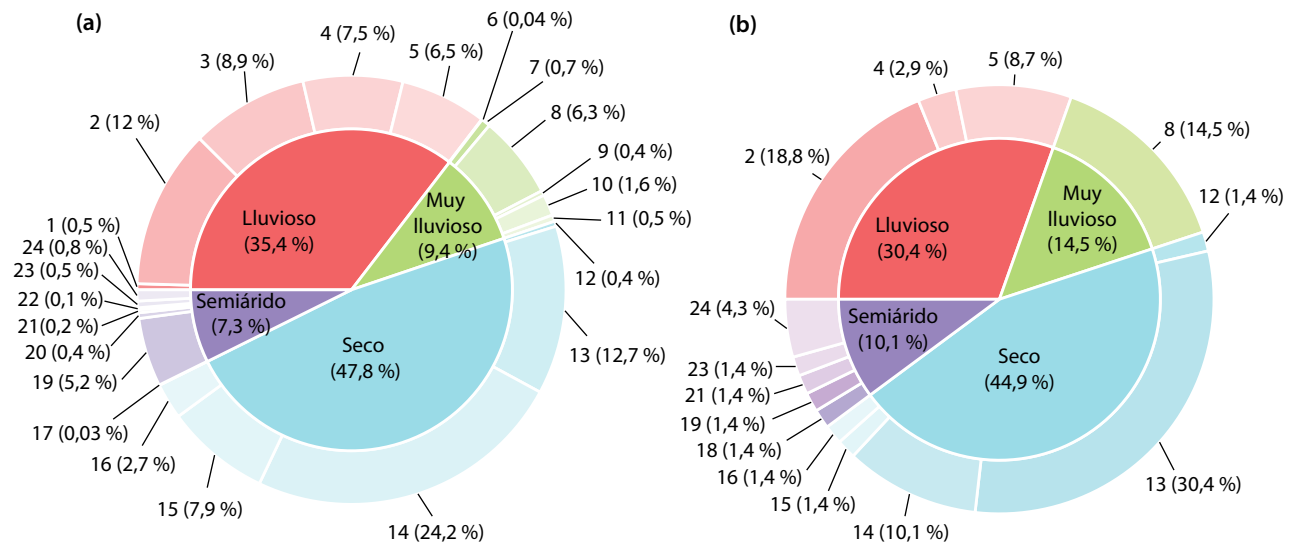 (a)
4 (7,5 %)
6 (0,04 %)
3 (8,9 %)
5 (6,5 %)
7 (0,7 %)
8 (6,3 %)
2 (12 %)
9 (0,4 %)
10 (1,6 %)
11 (0,5 %)
12 (0,4 %)
1 (0,5 %)
24 (0,8 %)
23 (0,5 %)
22 (0,1 %)
21(0,2 %)
20 (0,4 %)
19 (5,2 %)
17 (0,03 %)
16 (2,7 %)
15 (7,9 %)
14 (24,2 %)
13 (12,7 %)
Lluvioso
(35,4 %)
Muy
lluvioso
(9,4 %)
Semiárido
(7,3 %)
Seco
(47,8 %)
(b)
5 (8,7 %)
4 (2,9 %)
2 (18,8 %)
8 (14,5 %)
12 (1,4 %)
24 (4,3 %)
23 (1,4 %)
21 (1,4 %)
19 (1,4 %)
18 (1,4 %)
16 (1,4 %)
15 (1,4 %)
14 (10,1 %)
13 (30,4 %)
Lluvioso
(30,4 %)
Muy
lluvioso
(14,5 %)
Semiárido
(10,1 %)
Seco
(44,9 %)